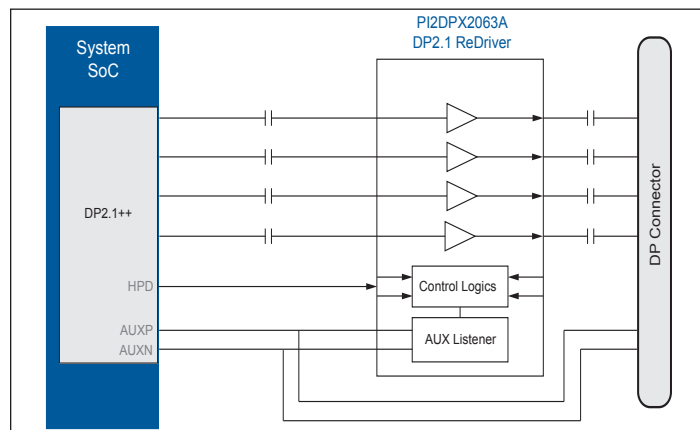 PI2DPX2063A
DP2.1 ReDriver
System
SoC
DP2.1++
HPD
AUXP
AUXN
Control Logics
AUX Listener
DP Connector